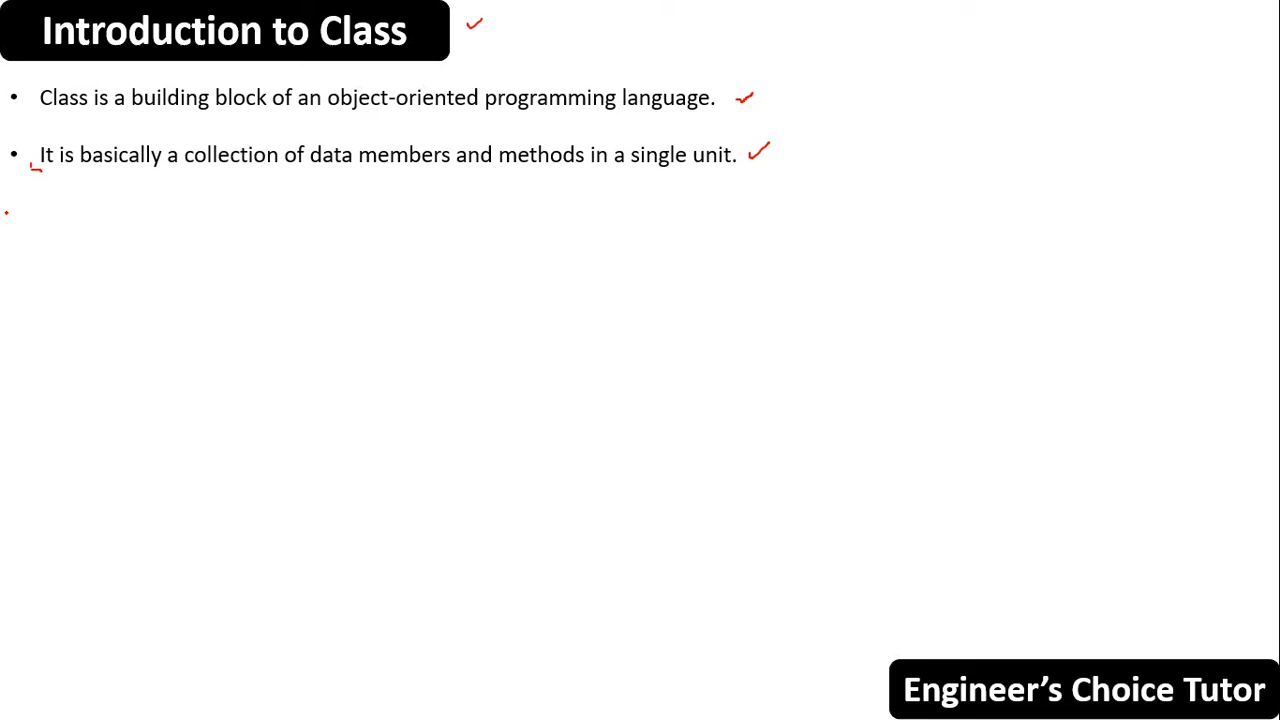 Introduction to Class
• Class is a building block of an object-oriented programming language.
• It is basically a collection of data members and methods in a single unit.
Engineer’s Choice Tutor